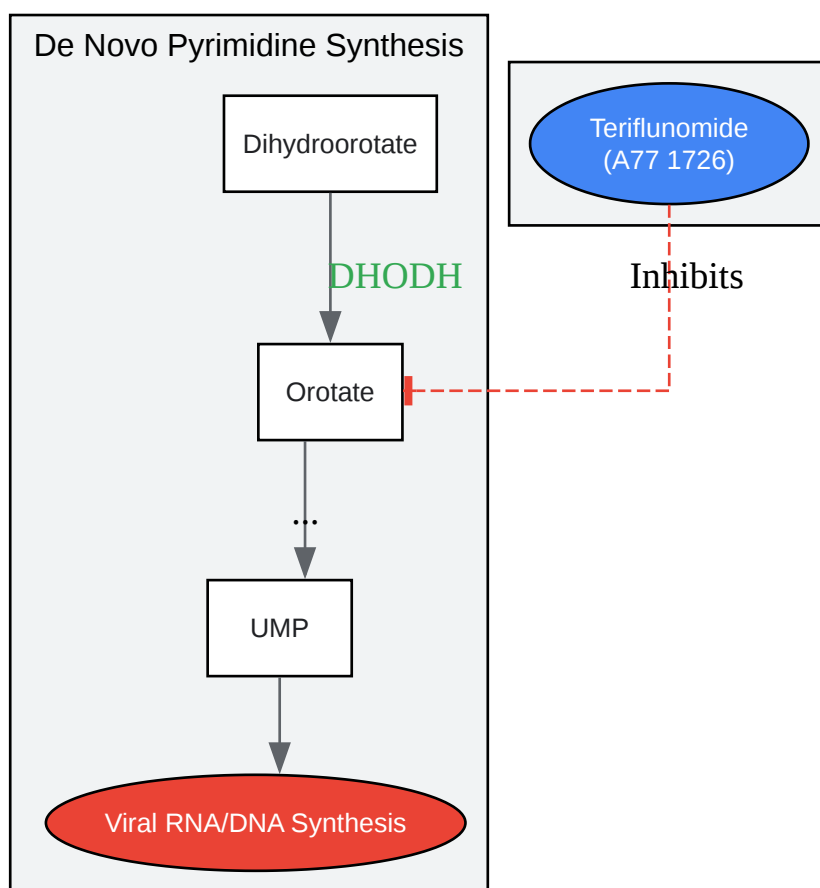 De Novo Pyrimidine Synthesis
Dihydroorotate
Teriflunomide
(A77 1726)
DHODH
Inhibits
Orotate
...
UMP
Viral RNA/DNA Synthesis